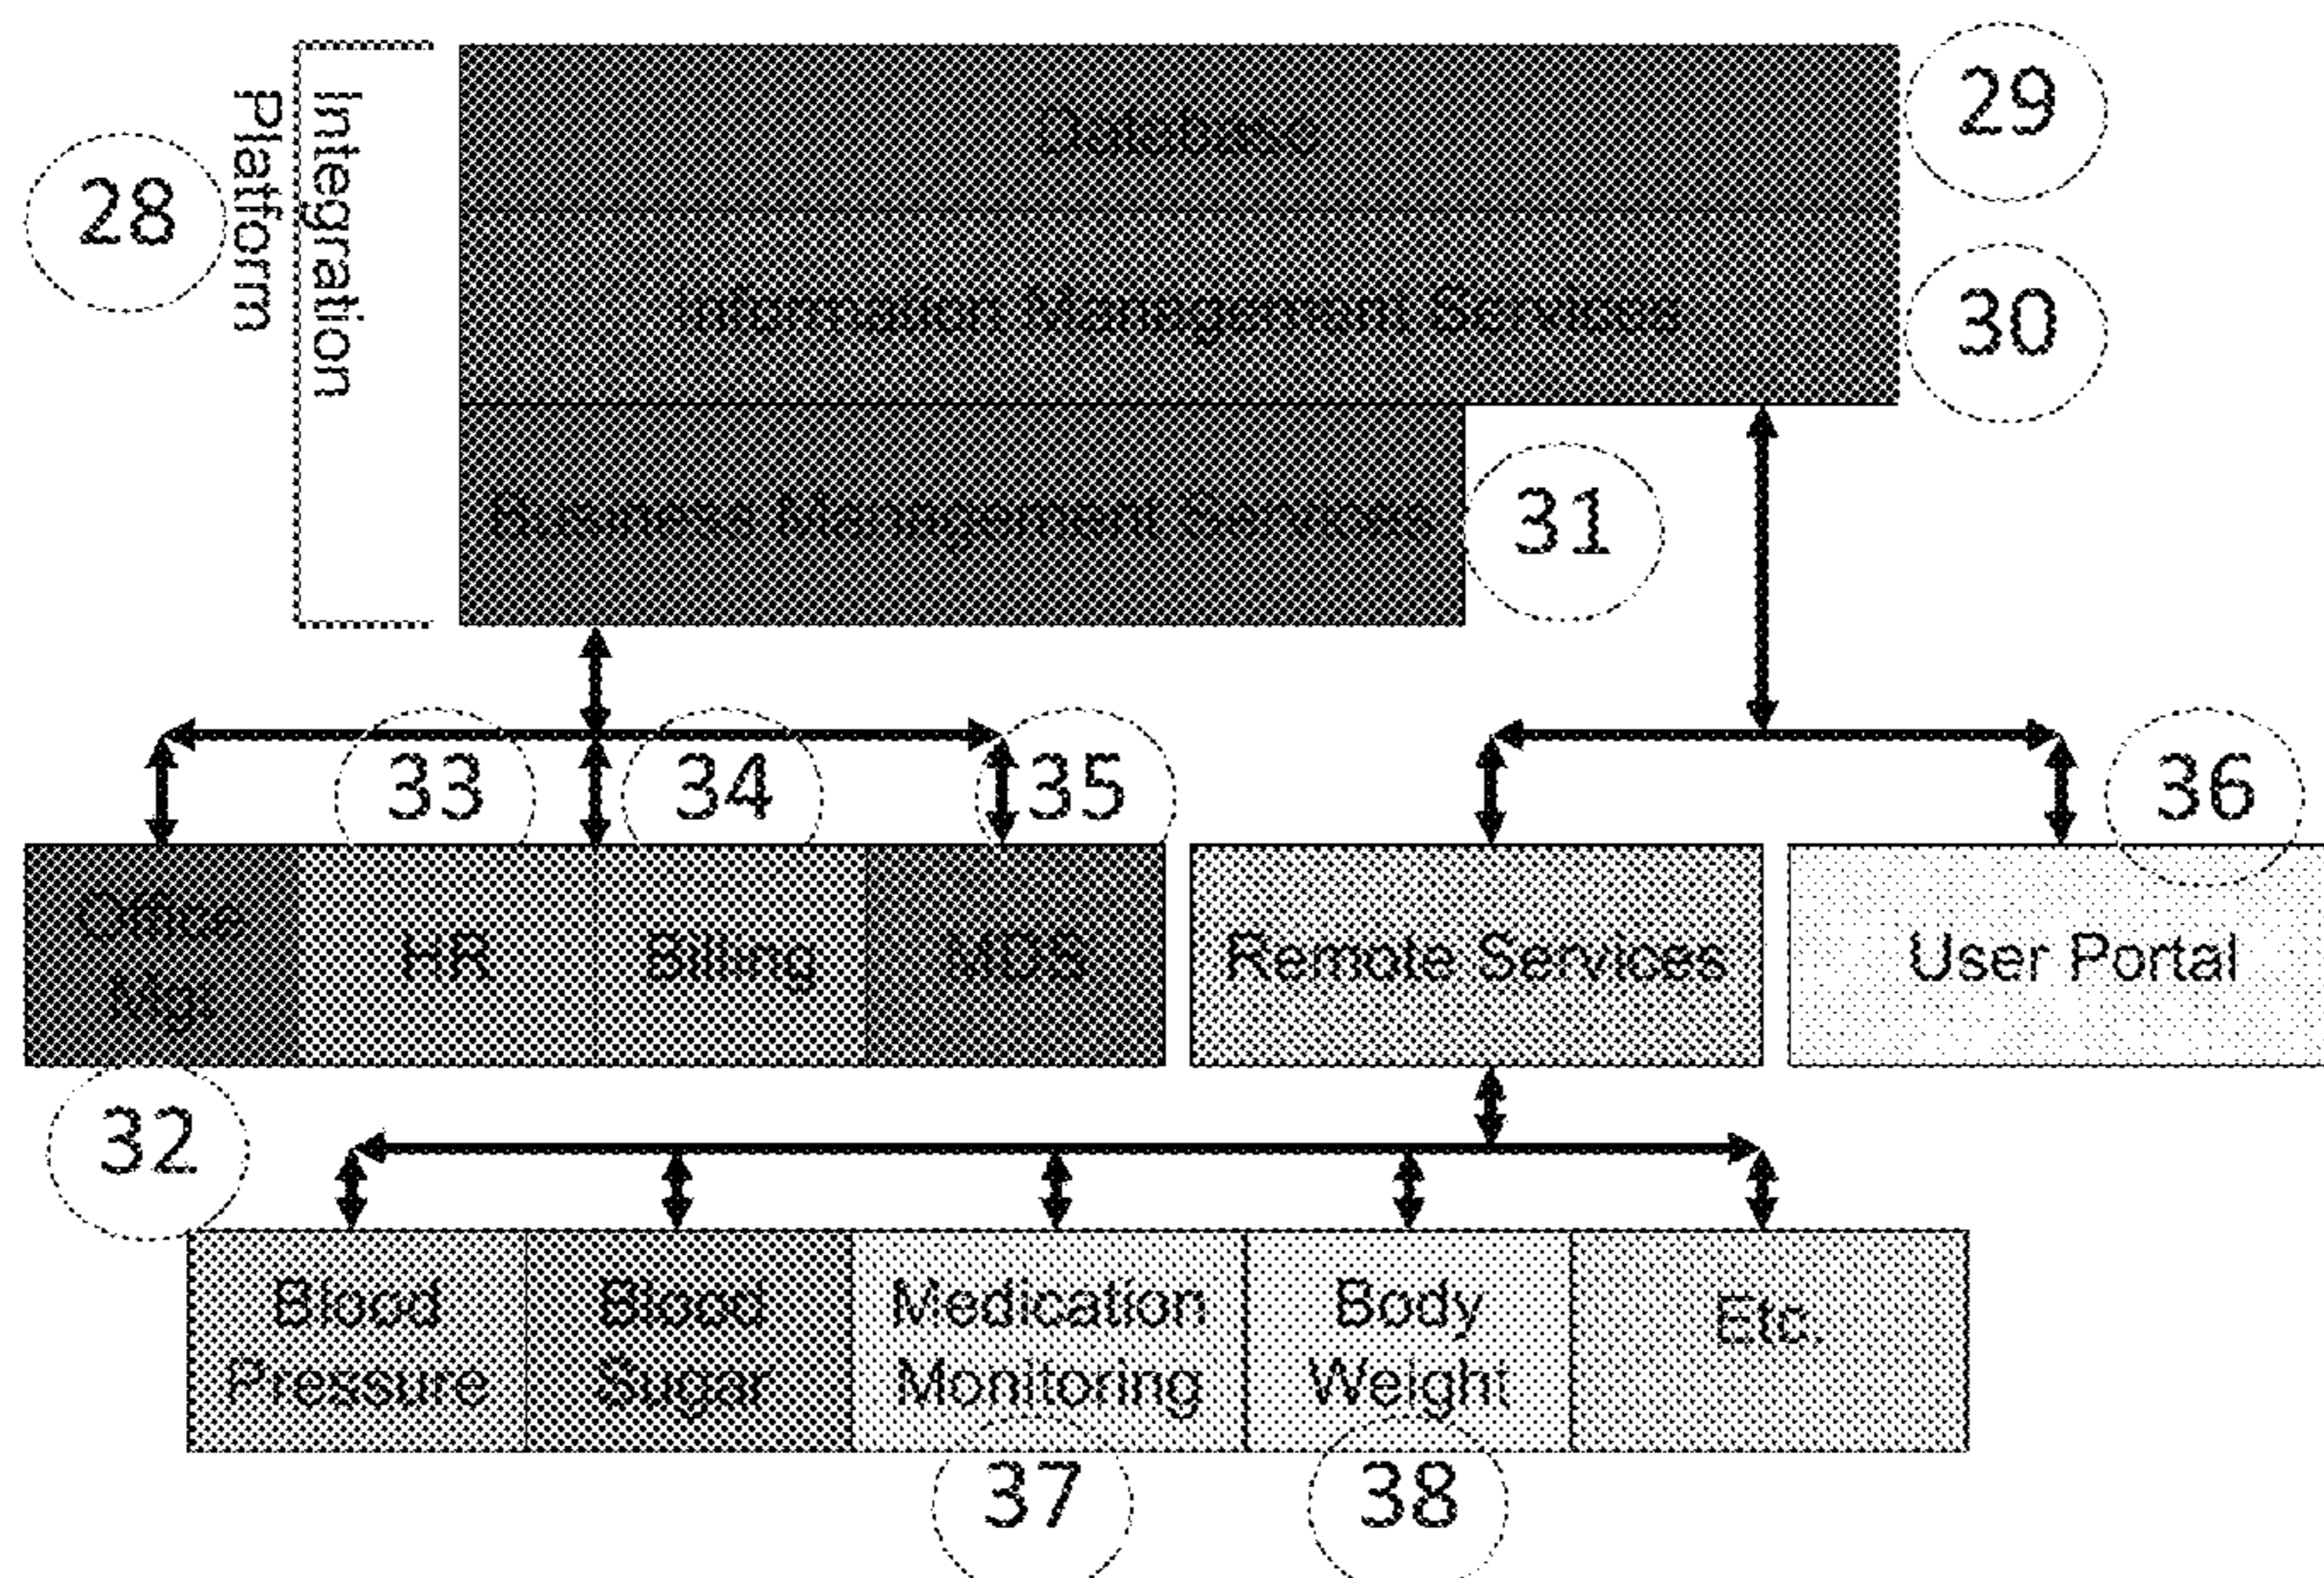 Integration
Platform
28
Database
29
Information Management Services
30
Business Management Services
31
33
34
35
36
Office
Mgt
HR
Billing
MDS
Remote Services
User Portal
32
Blood
Pressure
Blood
Sugar
Medication
Monitoring
Body
Weight
Etc.
37
38